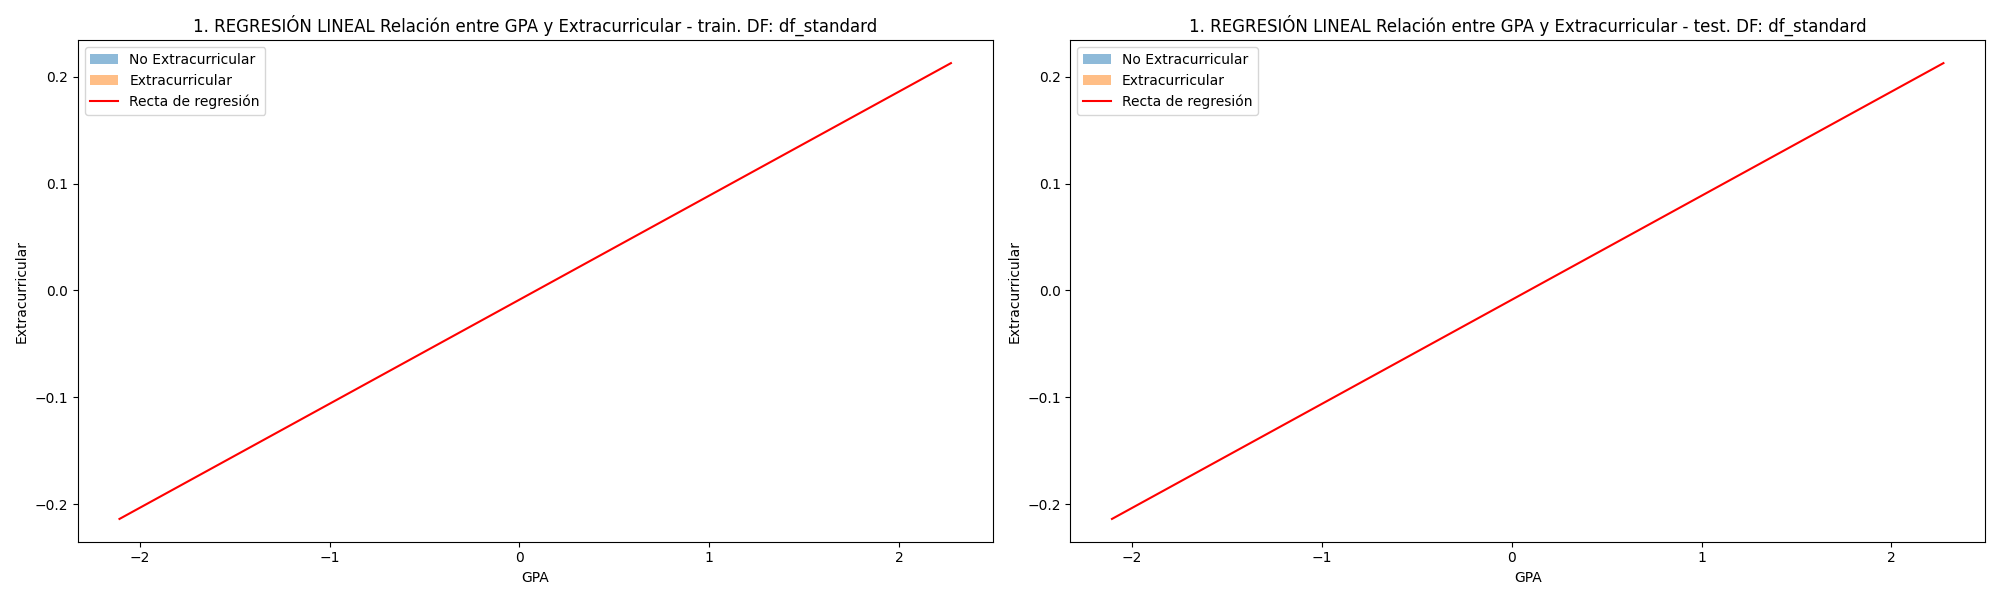 1. REGRESIÓN LINEAL Relación entre GPA y Extracurricular - train. DF: df_standard
No Extracurricular
Extracurricular
Recta de regresión
0.2
0.1
0.0
−0.1
−0.2
Extracurricular
−2
−1
0
1
2
GPA
1. REGRESIÓN LINEAL Relación entre GPA y Extracurricular - test. DF: df_standard
No Extracurricular
Extracurricular
Recta de regresión
0.2
0.1
0.0
−0.1
−0.2
Extracurricular
−2
−1
0
1
2
GPA